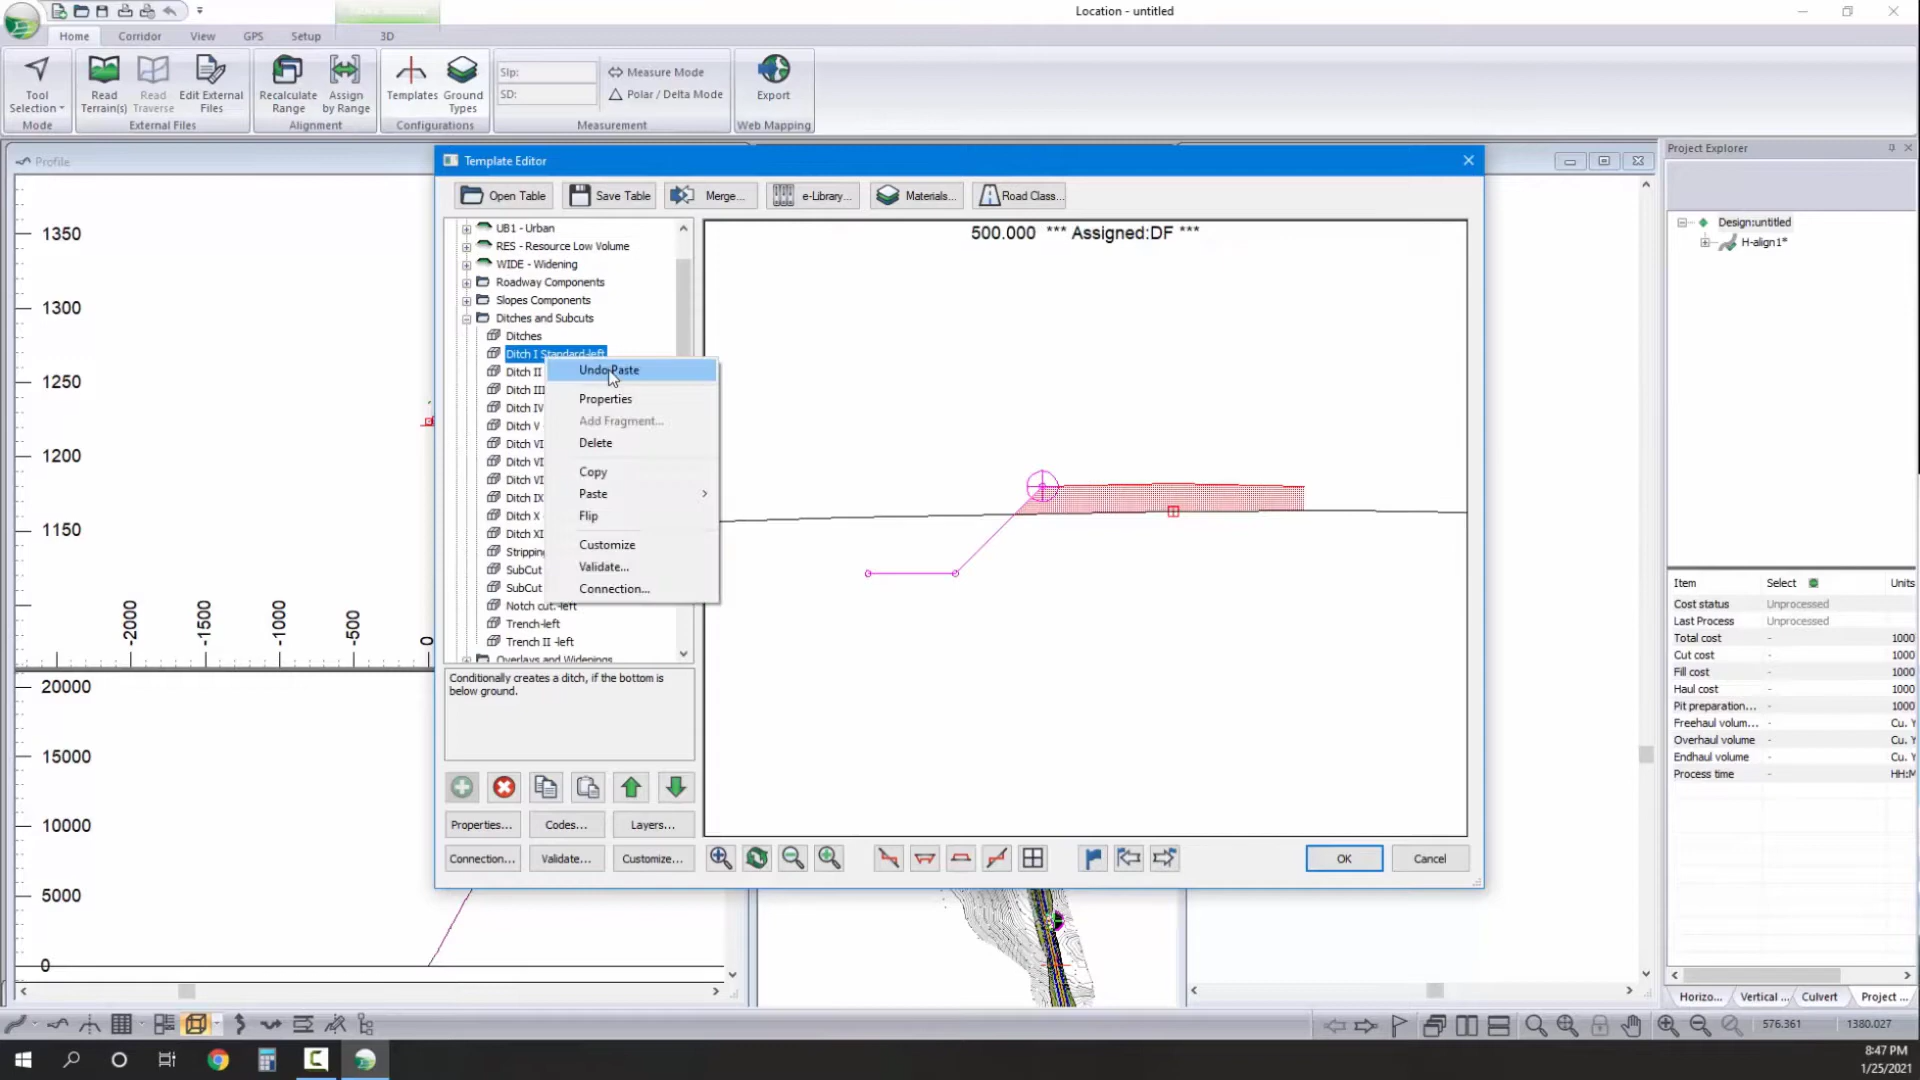 Location - untitled
Home
Corridor
View
GPS
Setup
3D
Tool Selection
Read Terrain(s)
Read Traverse
Edit External Files
Recalculate Range
Assign by Range
Templates
Ground Types
Slp:
SD:
Measure Mode
Polar / Delta Mode
Export
Mode
External Files
Alignment
Configurations
Measurement
Web Mapping
Profile
1350
1300
1250
1200
1150
-2000
-1500
-1000
-500
0
20000
15000
10000
5000
0
Template Editor
Open Table
Save Table
Merge...
e-Library...
Materials...
Road Class...
UB1 - Urban
RES - Resource Low Volume
WIDE - Widening
Roadway Components
Slopes Components
Ditches and Subcuts
Ditches
Ditch I Standard-left
Ditch II
Ditch III
Ditch IV
Ditch V
Ditch VI
Ditch VI
Ditch VI
Ditch IX
Ditch X
Ditch XI
Stripping
SubCut
SubCut
Notch cut.-left
Trench-left
Trench II -left
Overlays and Widenings
Undo Paste
Properties
Add Fragment...
Delete
Copy
Paste
Flip
Customize
Validate...
Connection...
500.000 *** Assigned:DF ***
Conditionally creates a ditch, if the bottom is
below ground.
Properties...
Codes...
Layers...
Connection...
Validate...
Customize...
OK
Cancel
Project Explorer
Design:untitled
H-align1*
Item Select Units
Cost status Unprocessed
Last Process Unprocessed
Total cost - 1000
Cut cost - 1000
Fill cost - 1000
Haul cost - 1000
Pit preparation... - 1000
Freehaul volum... - Cu. Y
Overhaul volume - Cu. Y
Endhaul volume - Cu. Y
Process time - HH:M
Horizo...
Vertical ...
Culvert
Project ...
576.361
1380.027
8:47 PM
1/25/2021